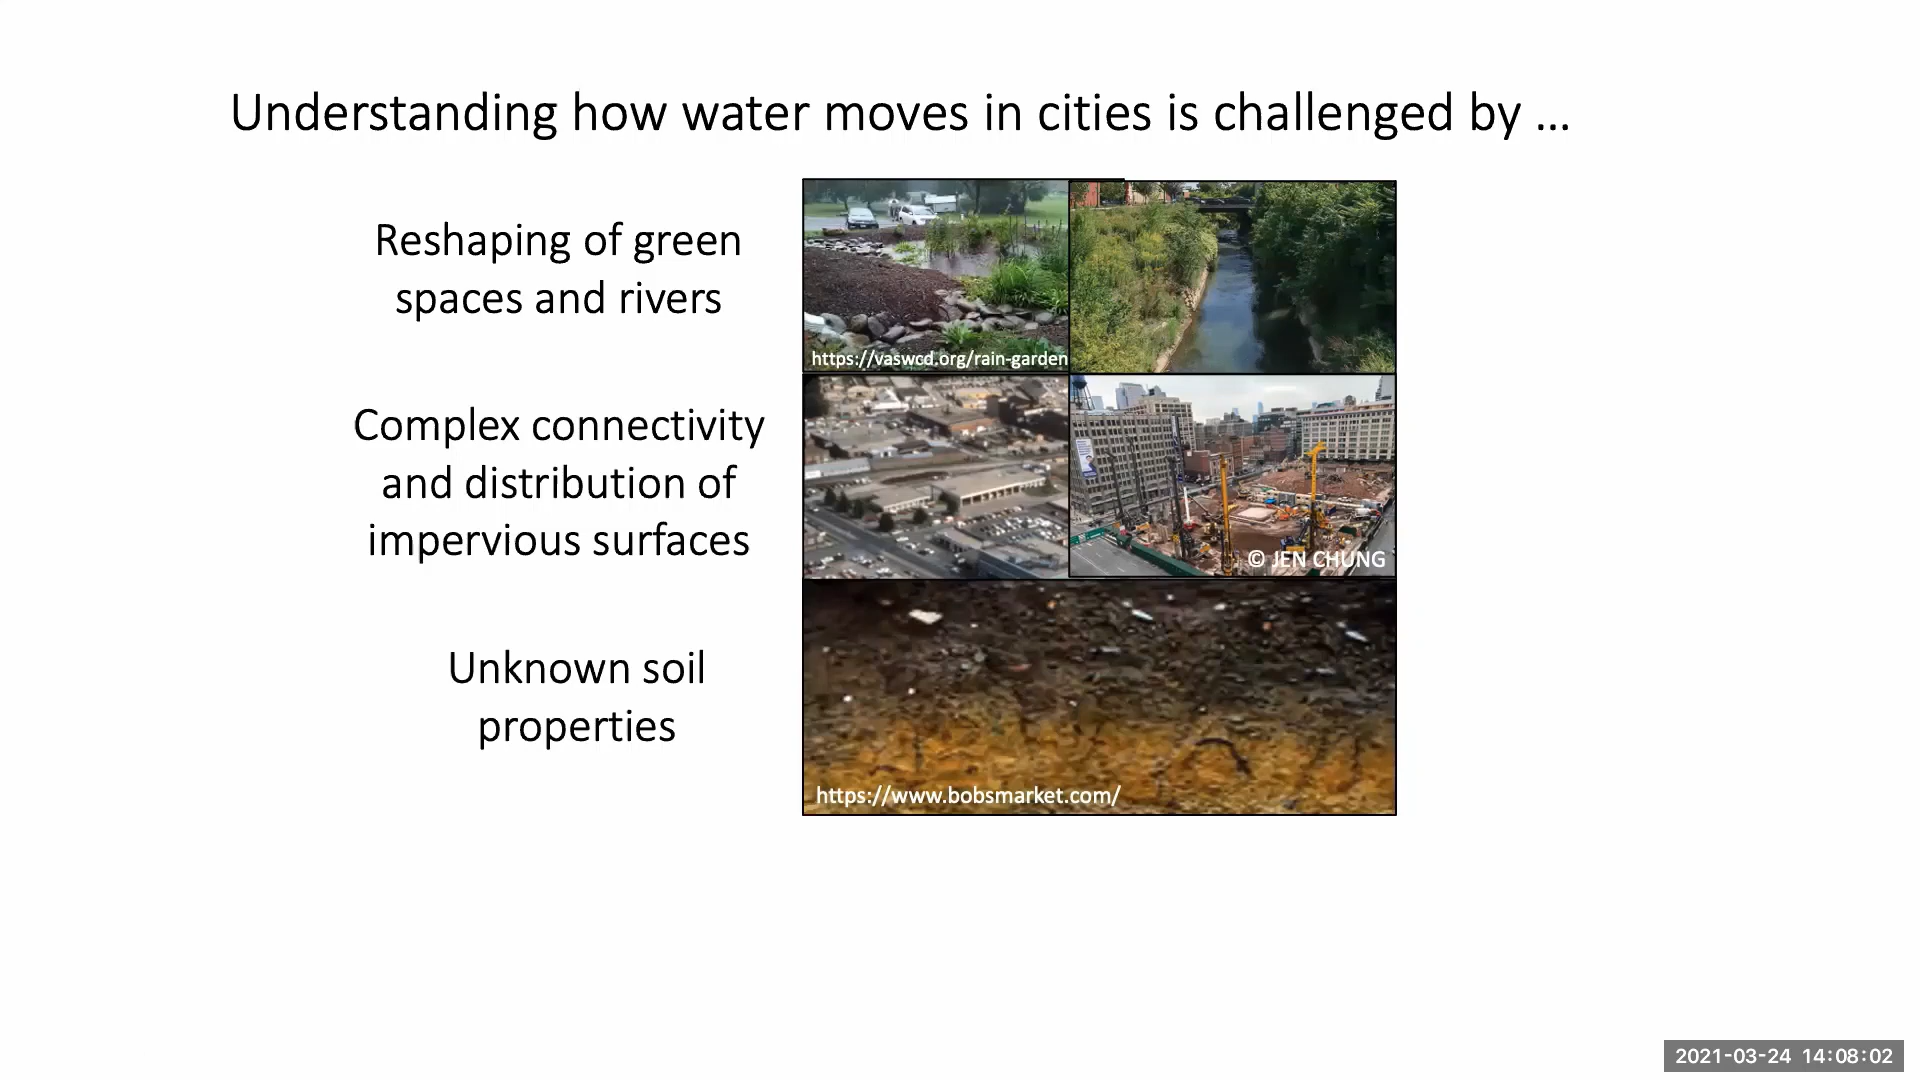 Understanding how water moves in cities is challenged by ...
Reshaping of green
spaces and rivers
https://vaswcd.org/rain-garden
Complex connectivity
and distribution of
impervious surfaces
© JEN CHUNG
Unknown soil
properties
https://www.bobsmarket.com/
2021-03-24 14:08:02